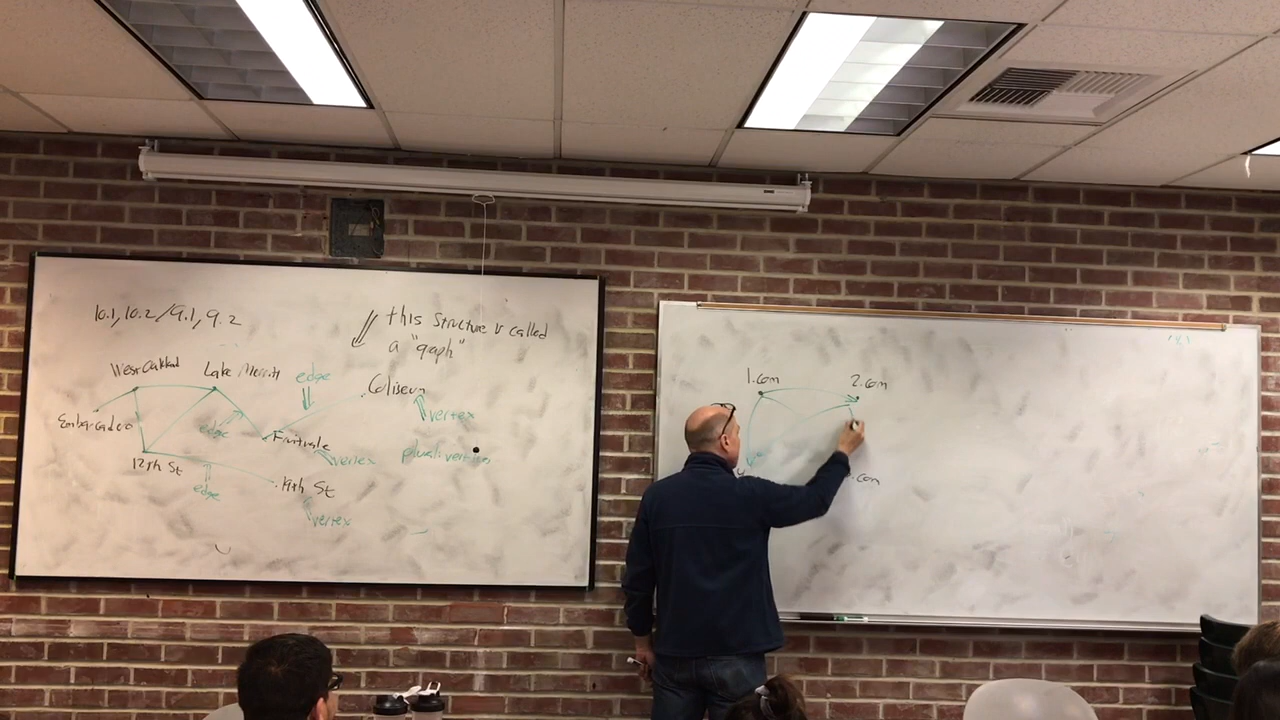 10.1, 10.2/9.1, 9.2
this structure is called
a "graph"
West Oakland
Lake Merritt
edge
Coliseum
vertex
Embarcadero
edge
Fruitvale
vertex
plural: vertices
12th St
edge
19th St
vertex
1.com
2.com
.com